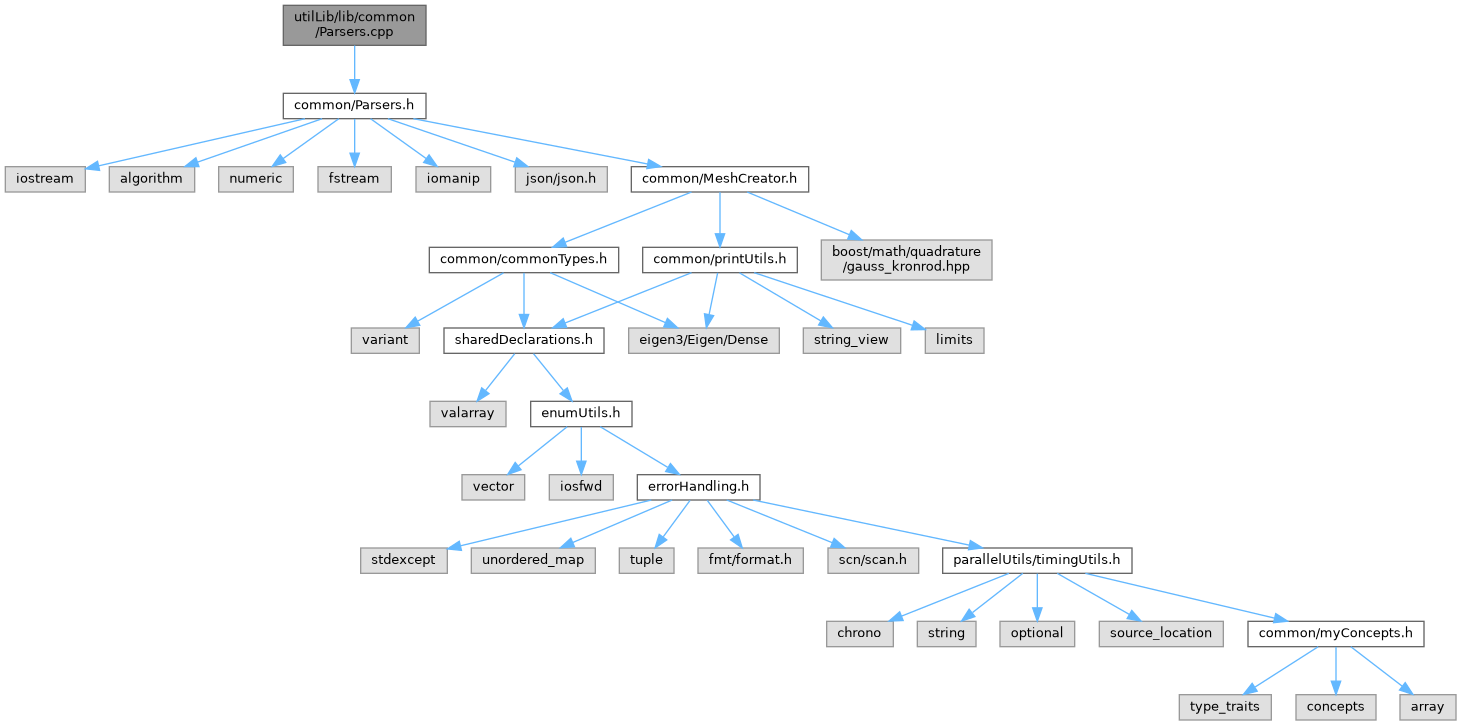 utilLib/lib/common
/Parsers.cpp
common/Parsers.h
iostream
algorithm
numeric
fstream
iomanip
json/json.h
common/MeshCreator.h
common/commonTypes.h
common/printUtils.h
boost/math/quadrature
/gauss_kronrod.hpp
variant
sharedDeclarations.h
eigen3/Eigen/Dense
string_view
limits
valarray
enumUtils.h
vector
iosfwd
errorHandling.h
stdexcept
unordered_map
tuple
fmt/format.h
scn/scan.h
parallelUtils/timingUtils.h
chrono
string
optional
source_location
common/myConcepts.h
type_traits
concepts
array